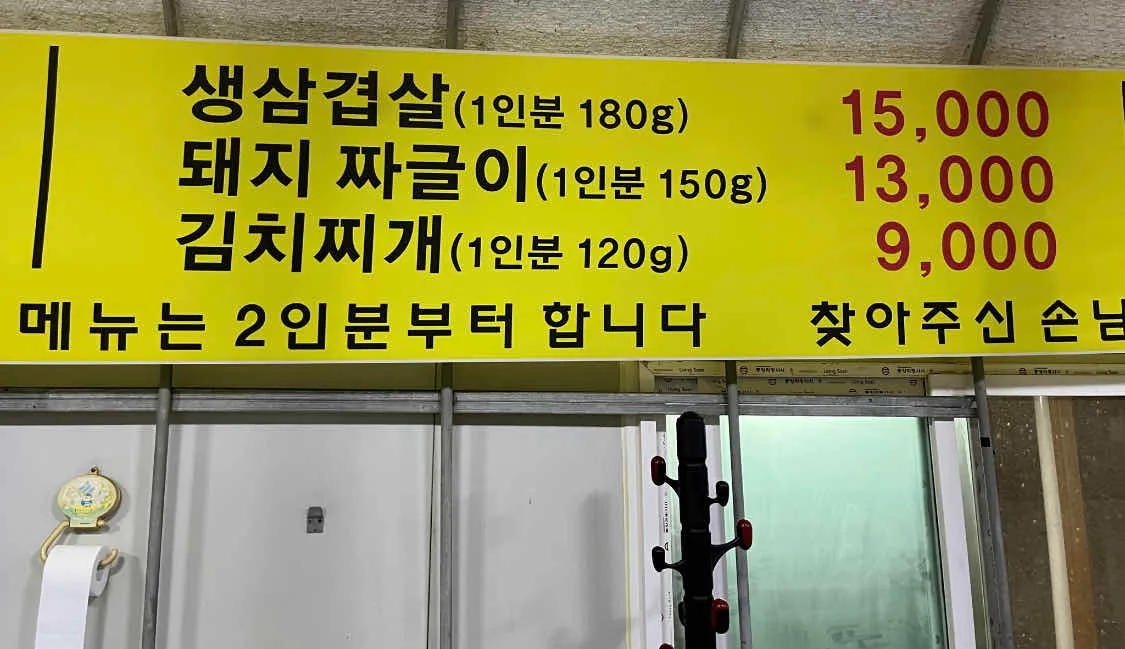 생삼겹살(1인분 180g) 15,000
돼지 짜글이(1인분 150g) 13,000
김치찌개(1인분 120g) 9,000
메뉴는 2인분부터 합니다 찾아주신 손님